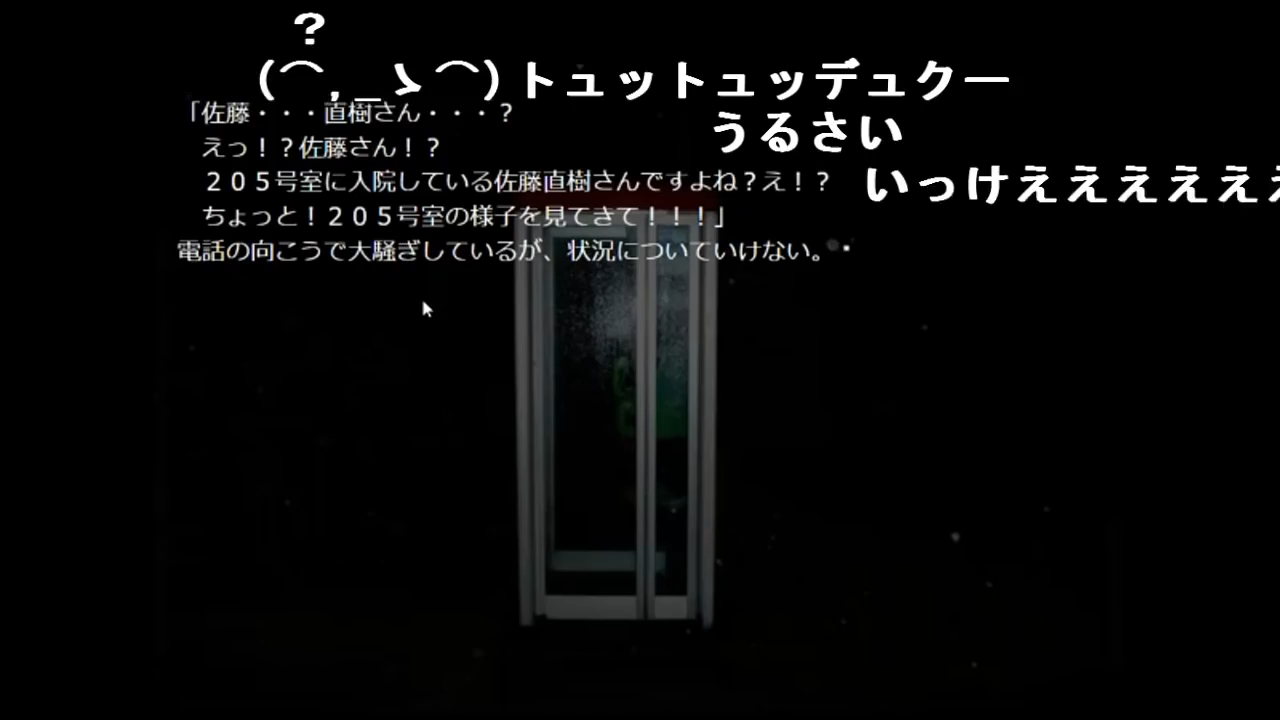 ？
(⌒,_ゝ⌒) トュットュッデュクー
「佐藤・・・直樹さん・・・？
うるさい
えっ！？佐藤さん！？
２０５号室に入院している佐藤直樹さんですよね？え！？
いっけえええええええ
ちょっと！２０５号室の様子を見てきて！！！」
電話の向こうで大騒ぎしているが、状況についていけない。